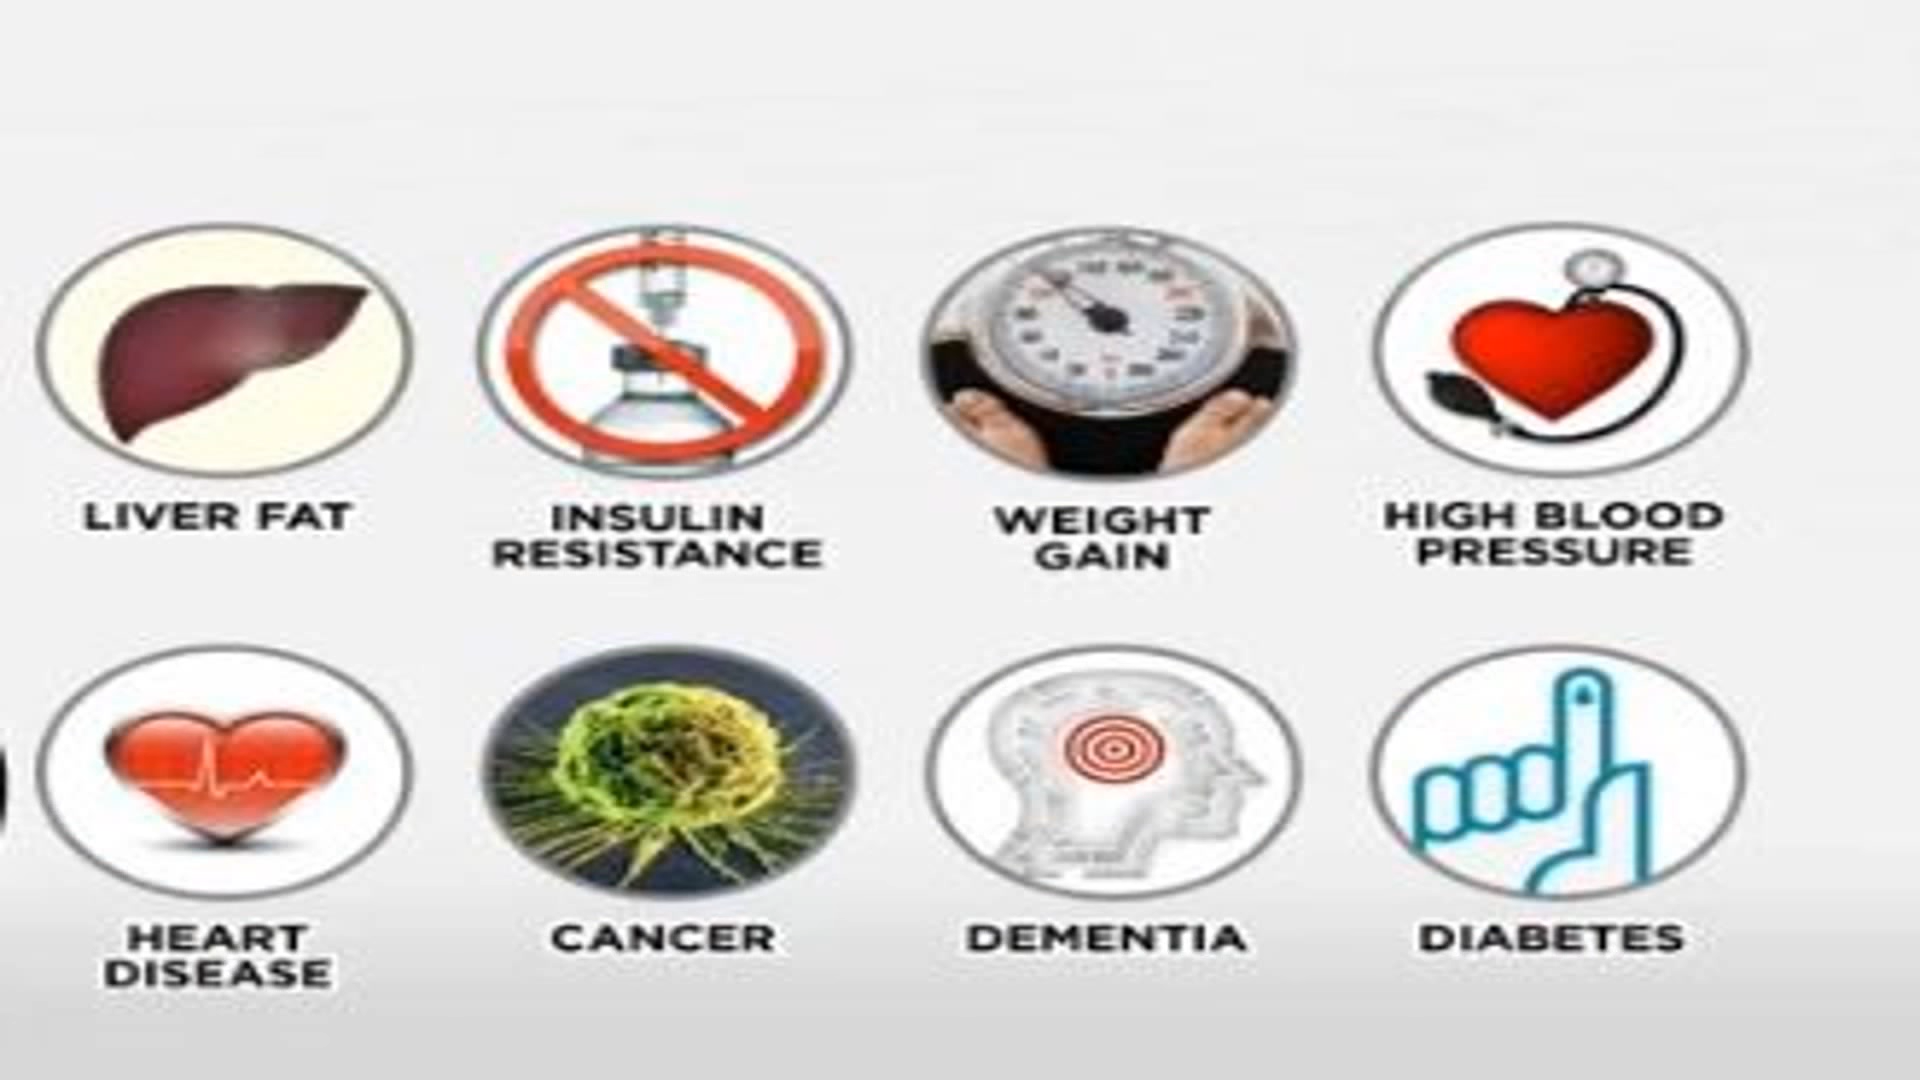 LIVER FAT
INSULIN
RESISTANCE
WEIGHT
GAIN
HIGH BLOOD
PRESSURE
HEART
DISEASE
CANCER
DEMENTIA
DIABETES